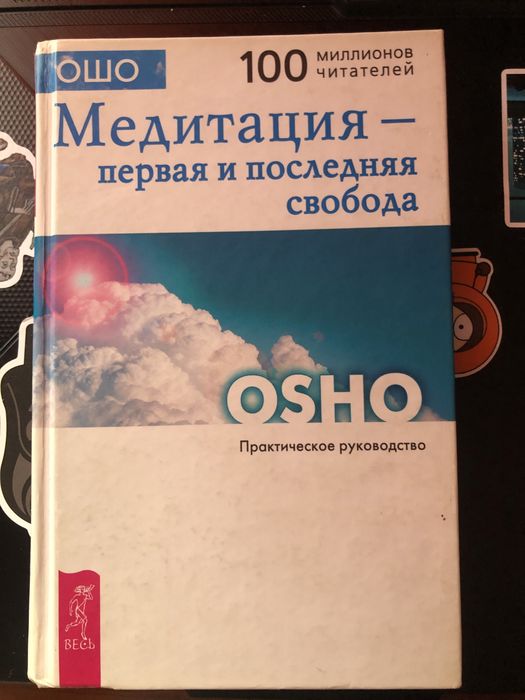 ОШО
100 МИЛЛИОНОВ
ЧИТАТЕЛЕЙ
Медитация –
первая и последняя
свобода
OSHO
Практическое руководство
ВЕСЬ